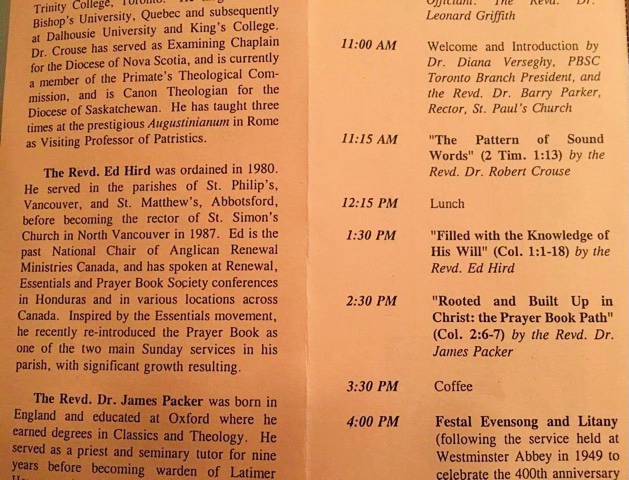 Trinity College, Toronto. He
Bishop's University, Quebec and subsequently
at Dalhousie University and King's College.
Dr. Crouse has served as Examining Chaplain
for the Diocese of Nova Scotia, and is currently
a member of the Primate's Theological Com-
mission, and is Canon Theologian for the
Diocese of Saskatchewan. He has taught three
times at the prestigious Augustinianum in Rome
as Visiting Professor of Patristics.
The Revd. Ed Hird was ordained in 1980.
He served in the parishes of St. Philip's,
Vancouver, and St. Matthew's, Abbotsford,
before becoming the rector of St. Simon's
Church in North Vancouver in 1987. Ed is the
past National Chair of Anglican Renewal
Ministries Canada, and has spoken at Renewal,
Essentials and Prayer Book Society conferences
in Honduras and in various locations across
Canada. Inspired by the Essentials movement,
he recently re-introduced the Prayer Book as
one of the two main Sunday services in his
parish, with significant growth resulting.
The Revd. Dr. James Packer was born in
England and educated at Oxford where he
earned degrees in Classics and Theology. He
served as a priest and seminary tutor for nine
years before becoming warden of Latimer
Officiant: The Revd. Dr.
Leonard Griffith
11:00 AM Welcome and Introduction by
Dr. Diana Verseghy, PBSC
Toronto Branch President, and
the Revd. Dr. Barry Parker,
Rector, St. Paul's Church
11:15 AM "The Pattern of Sound
Words" (2 Tim. 1:13) by the
Revd. Dr. Robert Crouse
12:15 PM Lunch
1:30 PM "Filled with the Knowledge of
His Will" (Col. 1:1-18) by the
Revd. Ed Hird
2:30 PM "Rooted and Built Up in
Christ: the Prayer Book Path"
(Col. 2:6-7) by the Revd. Dr.
James Packer
3:30 PM Coffee
4:00 PM Festal Evensong and Litany
(following the service held at
Westminster Abbey in 1949 to
celebrate the 400th anniversary